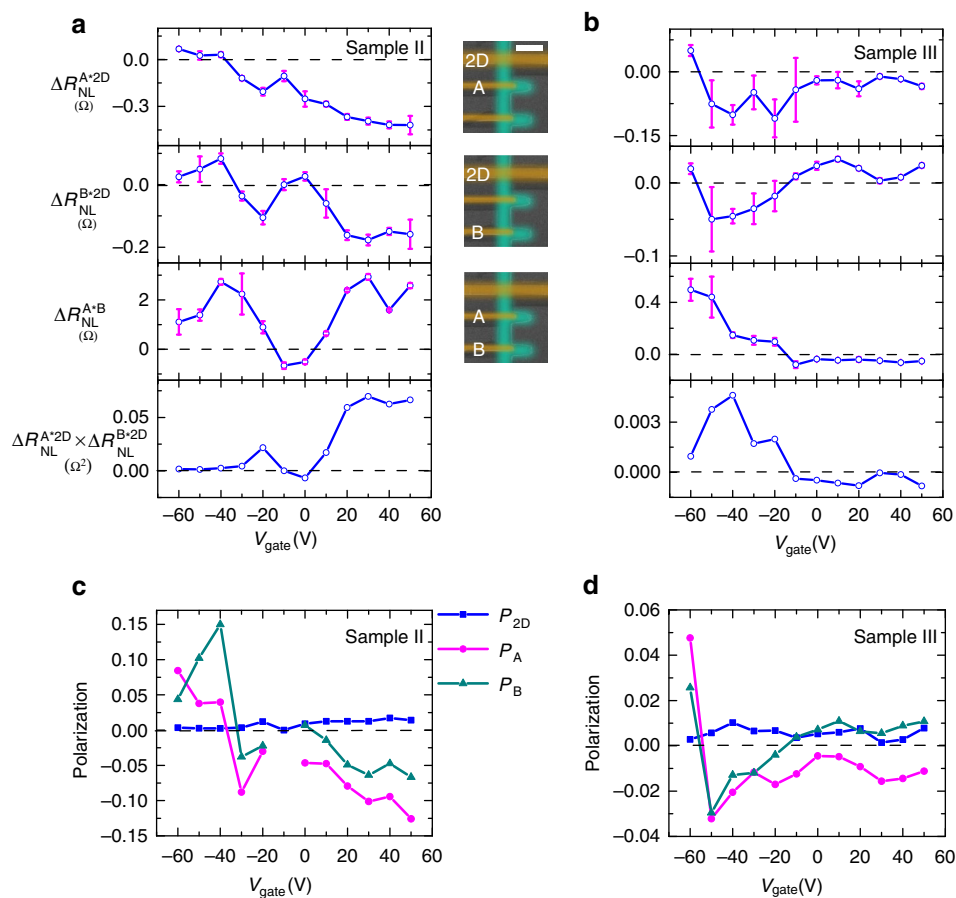 a
Sample II
0.0
−0.3
ΔR_NL^A*2D
(Ω)
0.0
−0.2
ΔR_NL^B*2D
(Ω)
2
0
ΔR_NL^A*B
(Ω)
0.05
0.00
ΔR_NL^A*2D × ΔR_NL^B*2D
(Ω²)
−60 −40 −20 0 20 40 60
V_gate (V)
2D
A
2D
B
A
B
b
Sample III
0.00
−0.15
0.0
−0.1
0.4
0.0
0.003
0.000
−60 −40 −20 0 20 40 60
V_gate (V)
c
Sample II
0.15
0.10
0.05
0.00
−0.05
−0.10
−0.15
Polarization
−60 −40 −20 0 20 40 60
V_gate (V)
P_2D
P_A
P_B
d
Sample III
0.06
0.04
0.02
0.00
−0.02
−0.04
Polarization
−60 −40 −20 0 20 40 60
V_gate (V)